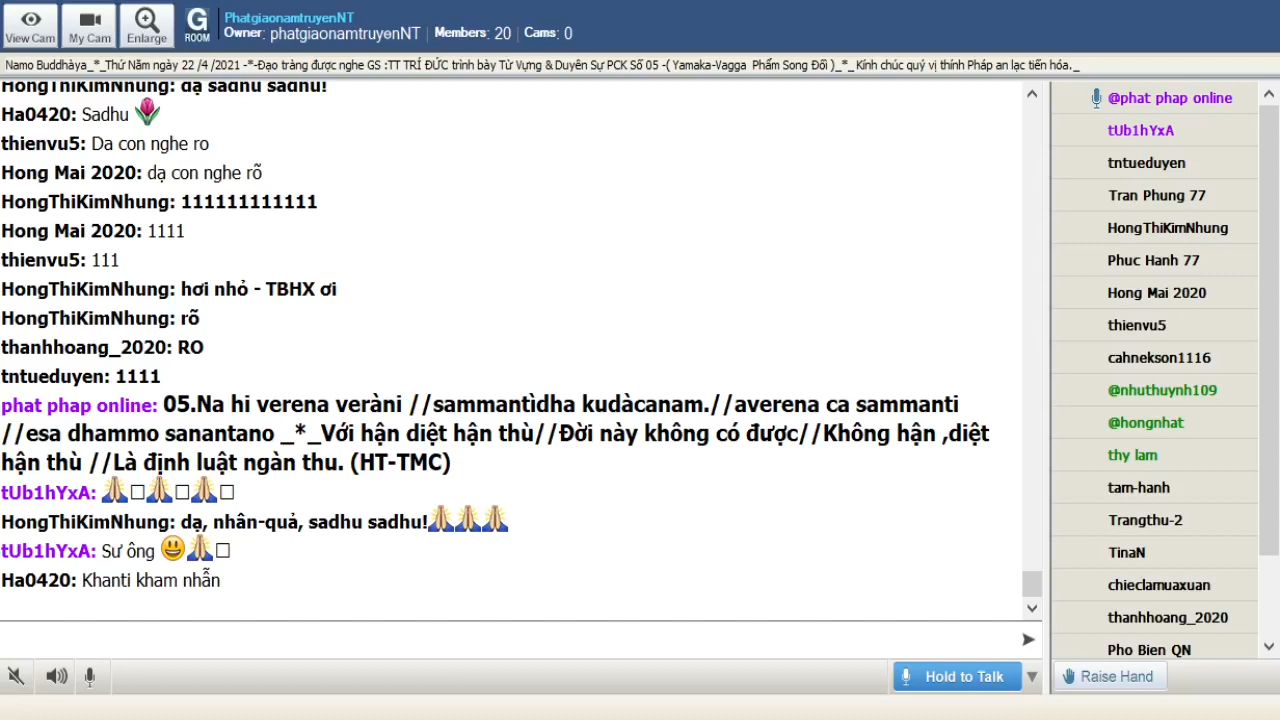 View Cam
My Cam
Enlarge
G
ROOM
PhatgiaonamtruyenNT
Owner: phatgiaonamtruyenNT | Members: 20 | Cams: 0
Namo Buddhàya_*_Thứ Năm ngày 22 /4 /2021 -*-Đạo tràng được nghe GS :TT TRÍ ĐỨC trình bày Từ Vựng & Duyên Sự PCK Số 05 -( Yamaka-Vagga Phẩm Song Đối )_*_ Kính chúc quý vị thính Pháp an lạc tiến hóa._
HongThiKimNhung: dạ sadhu sadhu!
Ha0420: Sadhu
thienvu5: Da con nghe ro
Hong Mai 2020: dạ con nghe rõ
HongThiKimNhung: 111111111111
Hong Mai 2020: 1111
thienvu5: 111
HongThiKimNhung: hơi nhỏ - TBHX ơi
HongThiKimNhung: rõ
thanhhoang_2020: RO
tntueduyen: 1111
phat phap online: 05.Na hi verena veràni //sammantìdha kudàcanam.//averena ca sammanti
//esa dhammo sanantano _*_Với hận diệt hận thù//Đời này không có được//Không hận ,diệt
hận thù //Là định luật ngàn thu. (HT-TMC)
tUb1hYxA: 🙏□🙏□🙏□
HongThiKimNhung: dạ, nhân-quả, sadhu sadhu!🙏🙏🙏
tUb1hYxA: Sư ông 😃🙏□
Ha0420: Khanti kham nhẫn
@phat phap online
tUb1hYxA
tntueduyen
Tran Phung 77
HongThiKimNhung
Phuc Hanh 77
Hong Mai 2020
thienvu5
cahnekson1116
@nhuthuynh109
@hongnhat
thy lam
tam-hanh
Trangthu-2
TinaN
chieclamuaxuan
thanhhoang_2020
Pho Bien QN
Hold to Talk
Raise Hand